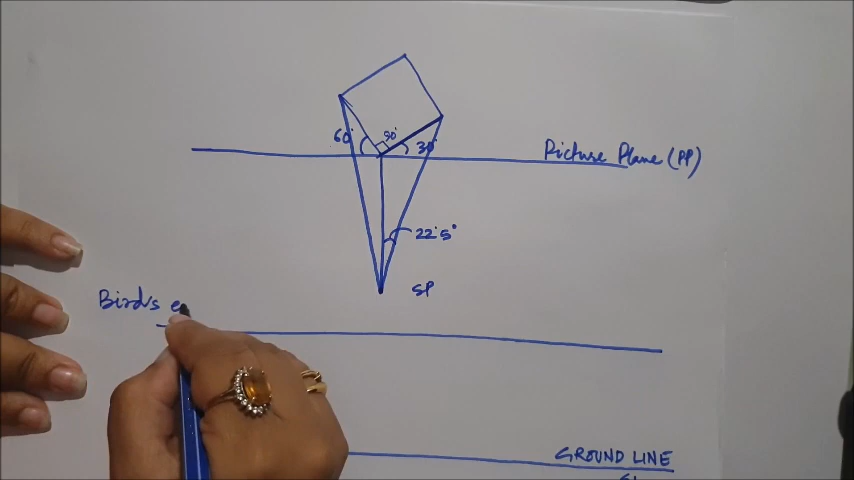 60°
90°
30°
Picture Plane (PP)
22.5°
SP
Bird's e
GROUND LINE